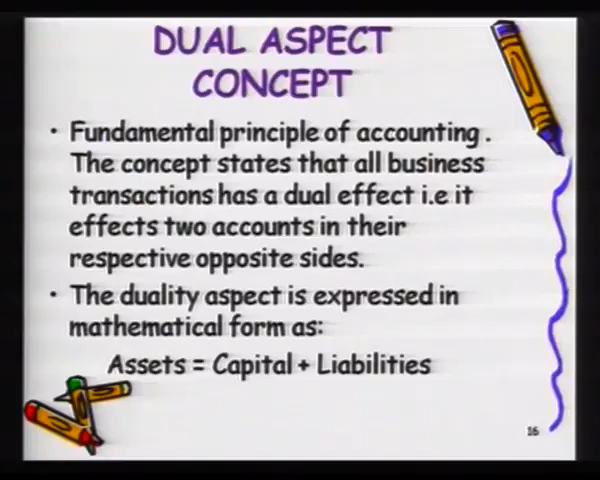 DUAL ASPECT
CONCEPT
• Fundamental principle of accounting .
The concept states that all business
transactions has a dual effect i.e it
effects two accounts in their
respective opposite sides.
• The duality aspect is expressed in
mathematical form as:
Assets = Capital + Liabilities
16